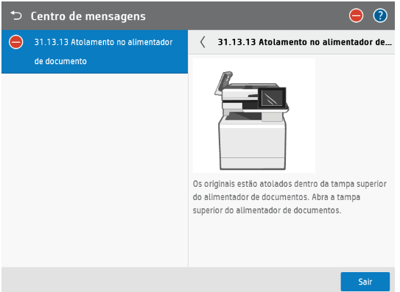 Centro de mensagens
?
31.13.13 Atolamento no alimentador
de documento
31.13.13 Atolamento no alimentador de...
Os originais estão atolados dentro da tampa superior
do alimentador de documentos. Abra a tampa
superior do alimentador de documentos.
Sair